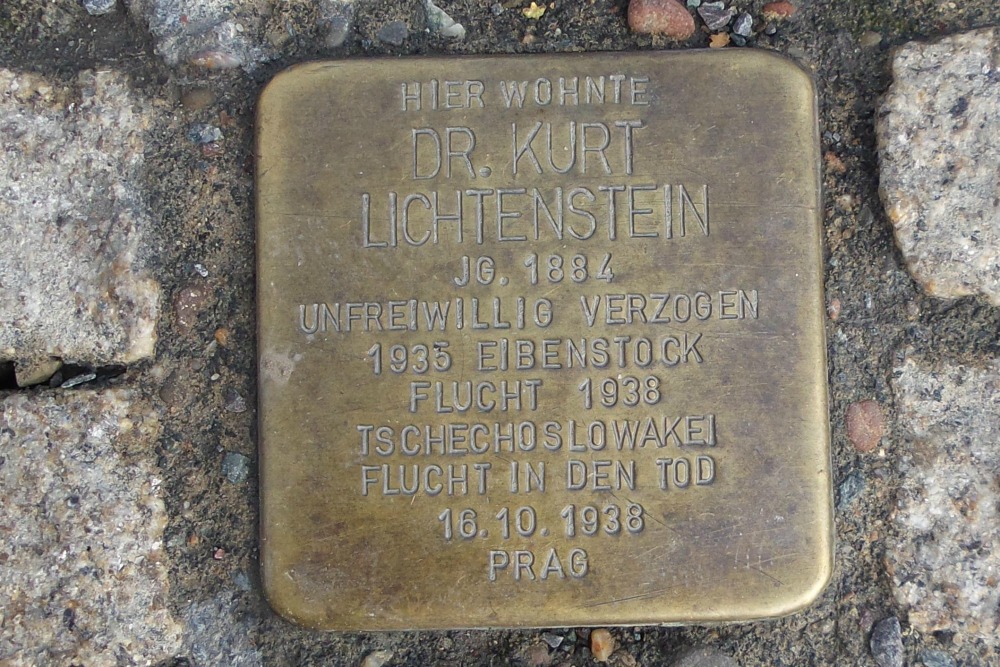 HIER WOHNTE
DR. KURT
LICHTENSTEIN
JG. 1884
UNFREIWILLIG VERZOGEN
1935 EIBENSTOCK
FLUCHT 1938
TSCHECHOSLOWAKEI
FLUCHT IN DEN TOD
16.10.1938
PRAG